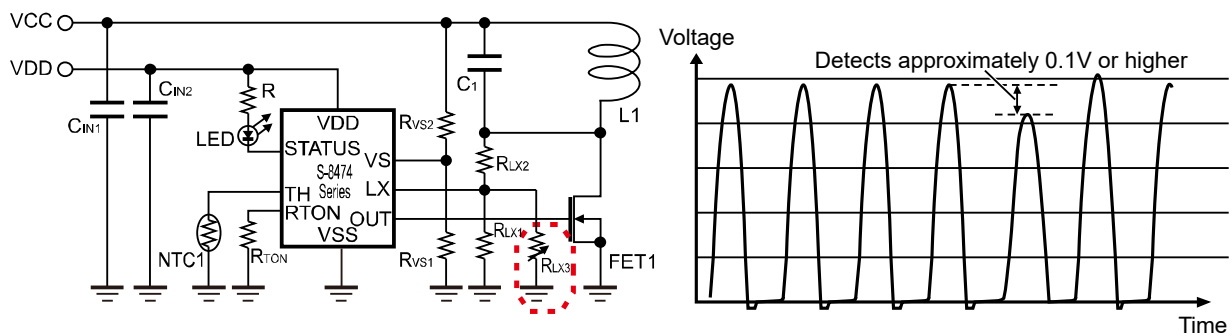 VCC
VDD
CIN1
CIN2
R
LED
VDD
STATUS
S-8474
Series
TH
RTON
VSS
VS
LX
OUT
NTC1
RTON
RVS2
RVS1
C1
RLX2
RLX1
RLX3
L1
FET1
Voltage
Detects approximately 0.1V or higher
Time